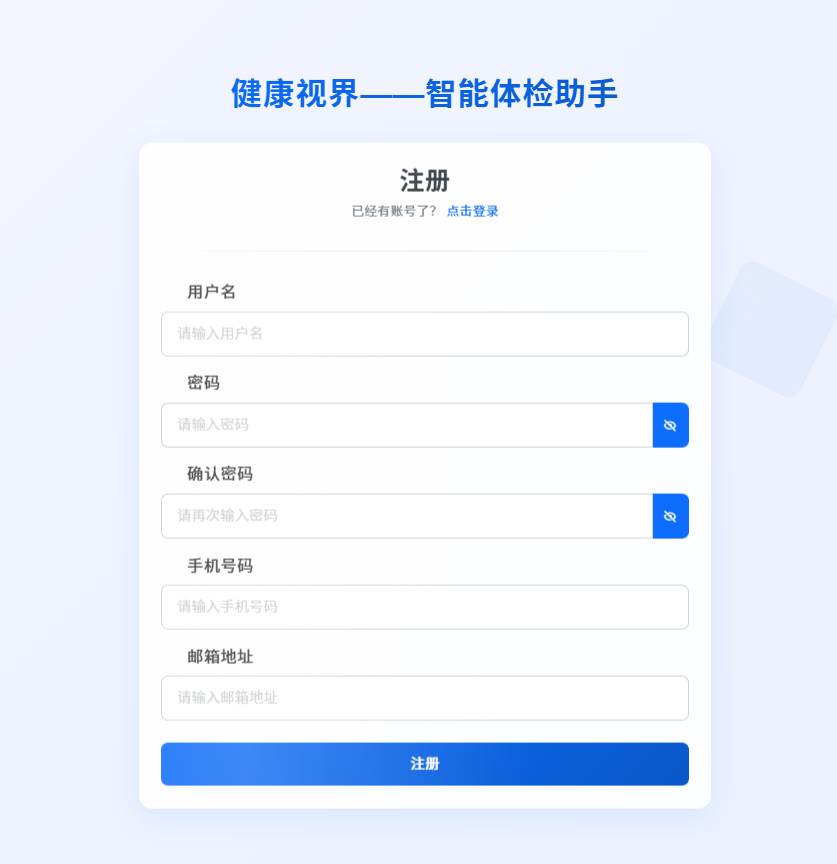 健康视界——智能体检助手
注册
已经有账号了? 点击登录
用户名
请输入用户名
密码
请输入密码
确认密码
请再次输入密码
手机号码
请输入手机号码
邮箱地址
请输入邮箱地址
注册